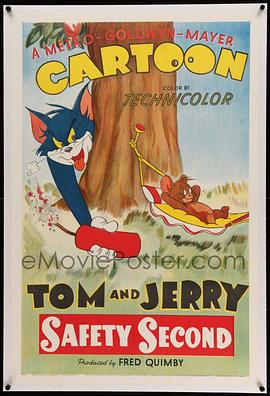 A METRO-GOLDWYN-MAYER
CARTOON
COLOR BY
TECHNICOLOR
eMoviePoster.com
TOM AND JERRY
SAFETY SECOND
Produced by FRED QUIMBY